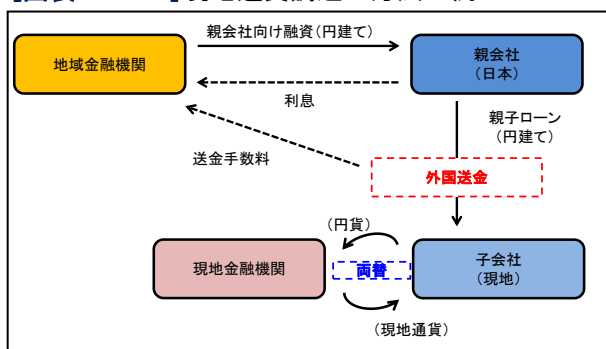 親会社向け融資(円建て)
地域金融機関
親会社
(日本)
利息
親子ローン
(円建て)
送金手数料
外国送金
(円貨)
現地金融機関
両替
子会社
(現地)
(現地通貨)